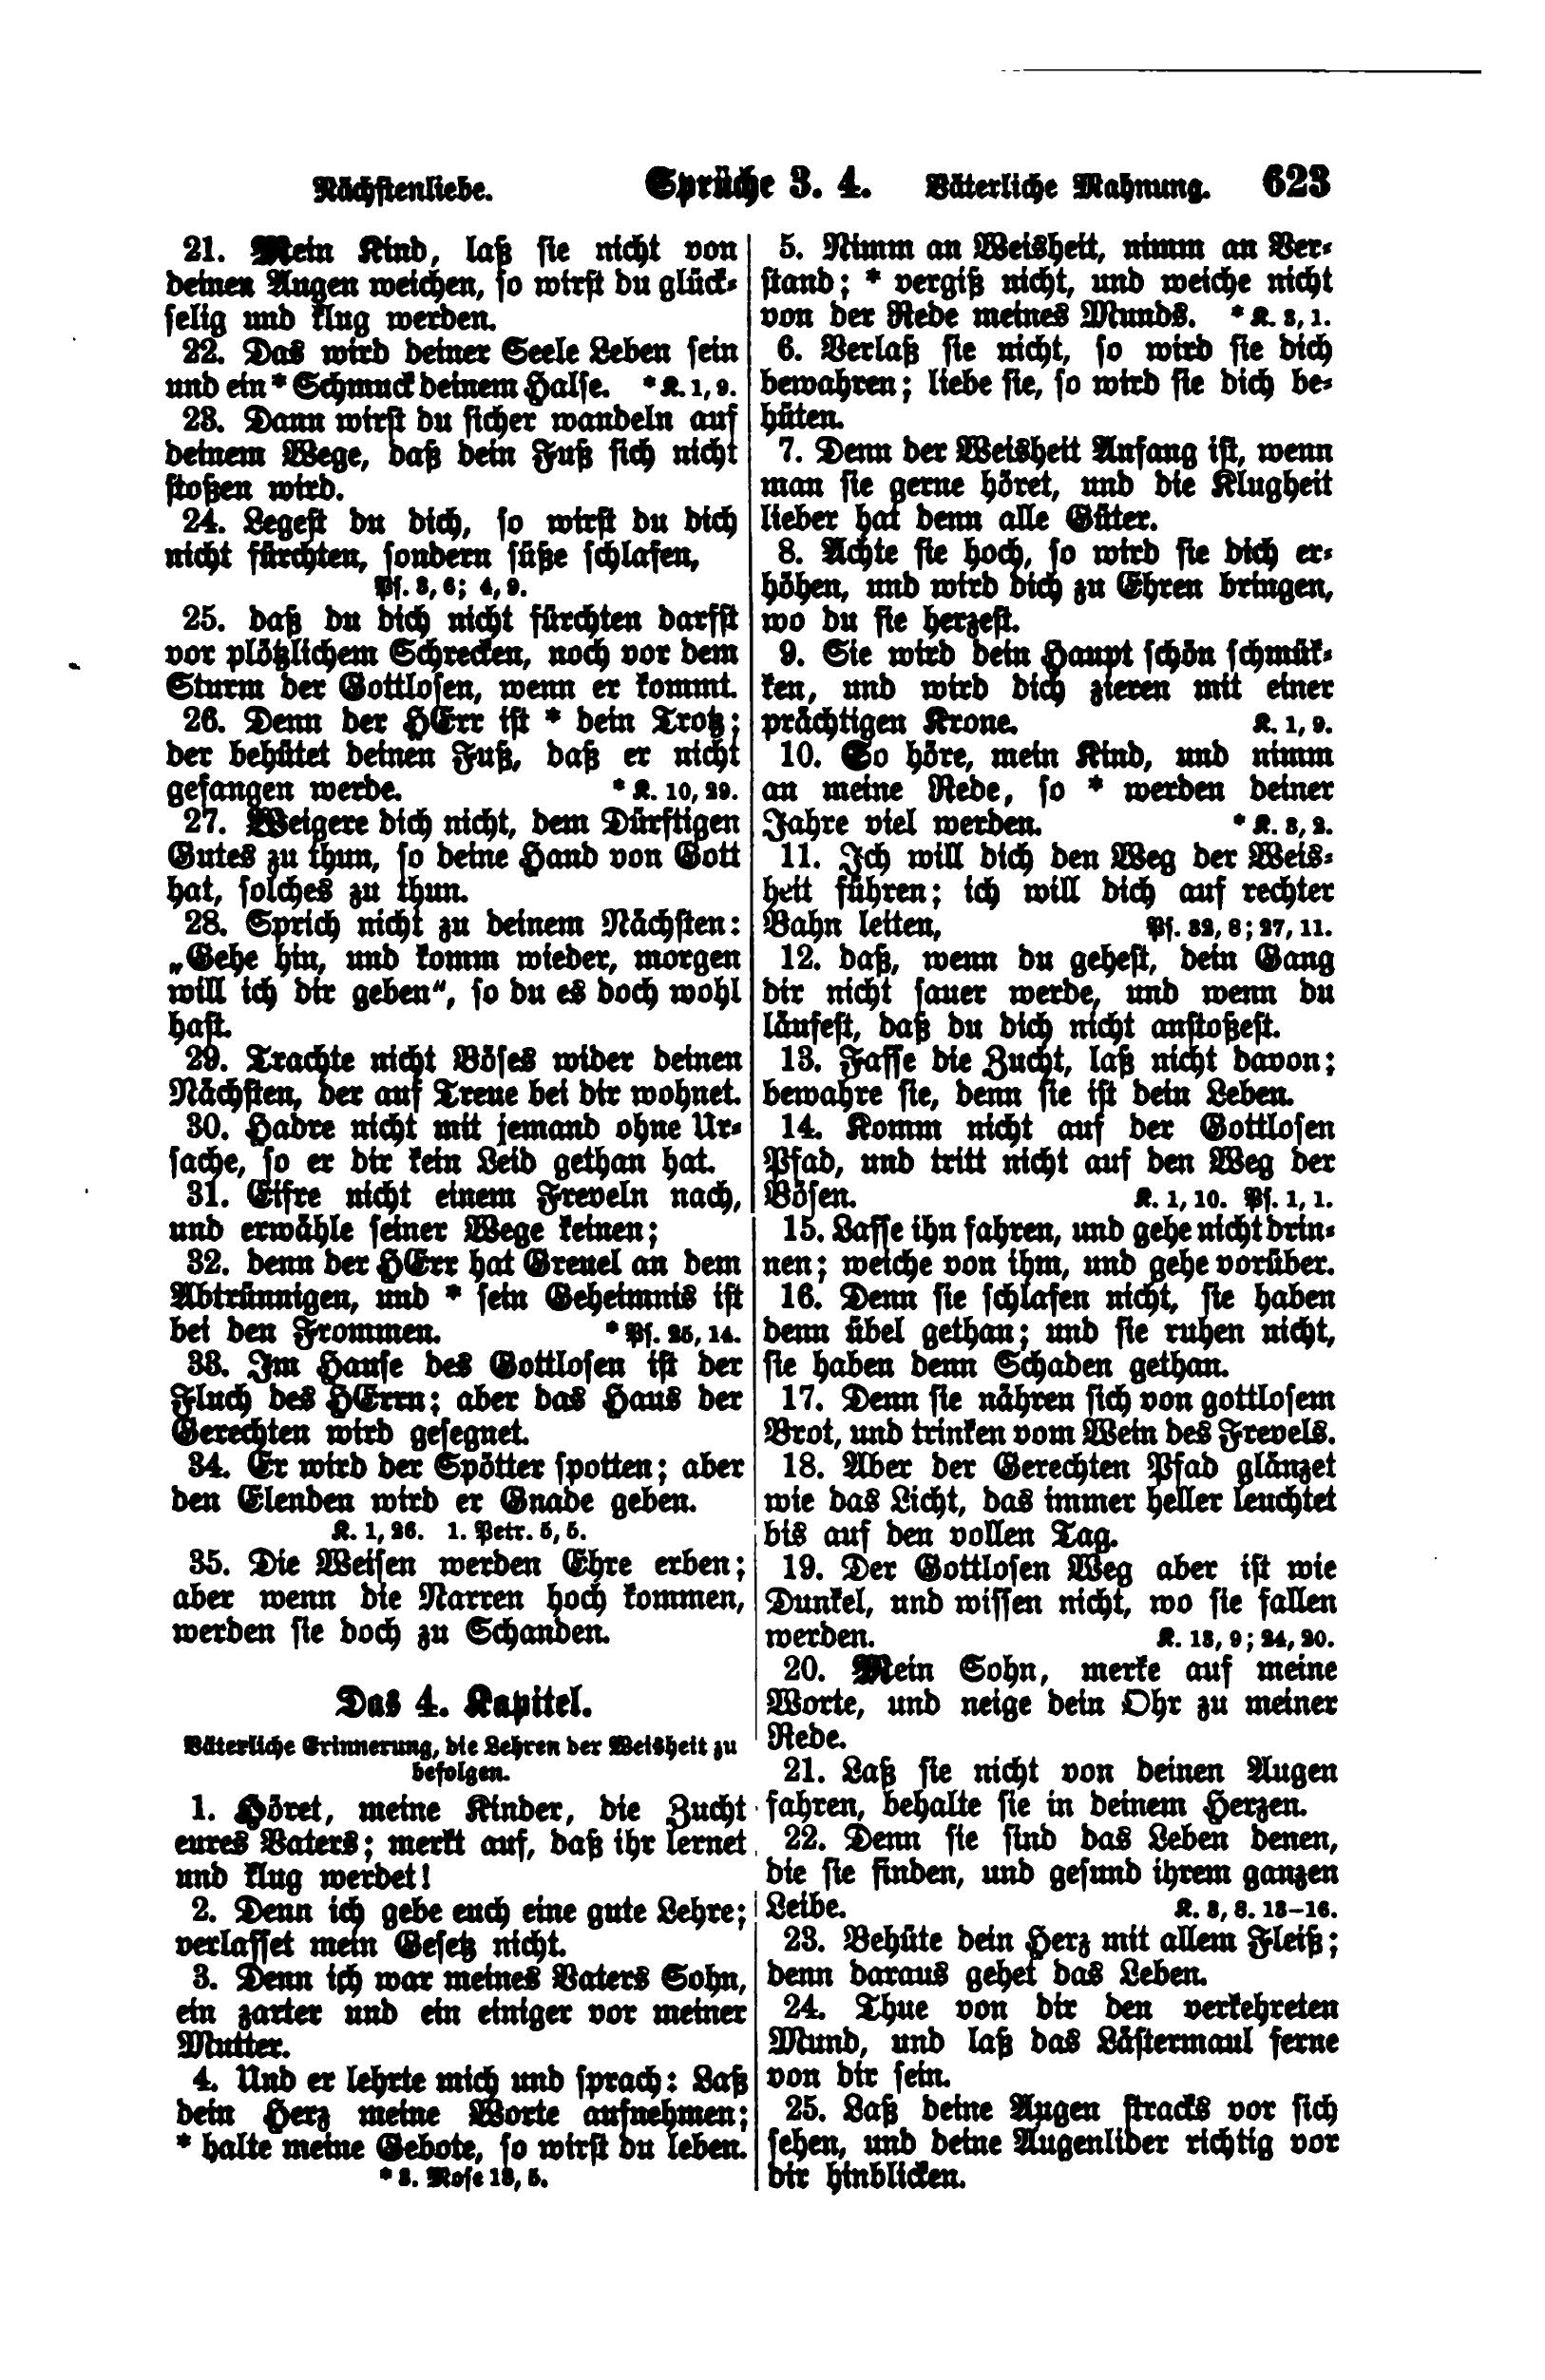 Nächstenliebe. Sprüche 3. 4. Väterliche Mahnung. 623
21. Mein Kind, laß sie nicht von
deinen Augen weichen, so wirst du glück-
selig und klug werden.
22. Das wird deiner Seele Leben sein
und ein * Schmuck deinem Halse. * K. 1, 9.
23. Dann wirst du sicher wandeln auf
deinem Wege, daß dein Fuß sich nicht
stoßen wird.
24. Legest du dich, so wirst du dich
nicht fürchten, sondern süße schlafen,
Ps. 3, 6; 4, 9.
25. daß du dich nicht fürchten darfst
vor plötzlichem Schrecken, noch vor dem
Sturm der Gottlosen, wenn er kommt.
26. Denn der HErr ist * dein Trotz;
der behütet deinen Fuß, daß er nicht
gefangen werde. * K. 10, 29.
27. Weigere dich nicht, dem Dürftigen
Gutes zu thun, so deine Hand von Gott
hat, solches zu thun.
28. Sprich nicht zu deinem Nächsten:
„Gehe hin, und komm wieder, morgen
will ich dir geben“, so du es doch wohl
hast.
29. Trachte nicht Böses wider deinen
Nächsten, der auf Treue bei dir wohnet.
30. Hadre nicht mit jemand ohne Ur-
sache, so er dir kein Leid gethan hat.
31. Eifre nicht einem Freveln nach,
und erwähle seiner Wege keinen;
32. denn der HErr hat Greuel an dem
Abtrünnigen, und * sein Geheimnis ist
bei den Frommen. * Ps. 25, 14.
33. Im Hause des Gottlosen ist der
Fluch des HErrn; aber das Haus der
Gerechten wird gesegnet.
34. Er wird der Spötter spotten; aber
den Elenden wird er Gnade geben.
K. 1, 26. 1. Petr. 5, 5.
35. Die Weisen werden Ehre erben;
aber wenn die Narren hoch kommen,
werden sie doch zu Schanden.
Das 4. Kapitel.
Väterliche Erinnerung, die Lehren der Weisheit zu
befolgen.
1. Höret, meine Kinder, die Zucht
eures Vaters; merkt auf, daß ihr lernet
und klug werdet!
2. Denn ich gebe euch eine gute Lehre;
verlasset mein Gesetz nicht.
3. Denn ich war meines Vaters Sohn,
ein zarter und ein einiger vor meiner
Mutter.
4. Und er lehrte mich und sprach: Laß
dein Herz meine Worte aufnehmen;
* halte meine Gebote, so wirst du leben.
* 3. Mose 18, 5.
5. Nimm an Weisheit, nimm an Ver-
stand; * vergiß nicht, und weiche nicht
von der Rede meines Munds. * K. 3, 1.
6. Verlaß sie nicht, so wird sie dich
bewahren; liebe sie, so wird sie dich be-
hüten.
7. Denn der Weisheit Anfang ist, wenn
man sie gerne höret, und die Klugheit
lieber hat denn alle Güter.
8. Achte sie hoch, so wird sie dich er-
höhen, und wird dich zu Ehren bringen,
wo du sie herzest.
9. Sie wird dein Haupt schön schmük-
ken, und wird dich zieren mit einer
prächtigen Krone. K. 1, 9.
10. So höre, mein Kind, und nimm
an meine Rede, so * werden deiner
Jahre viel werden. * K. 3, 2.
11. Ich will dich den Weg der Weis-
heit führen; ich will dich auf rechter
Bahn leiten, Ps. 32, 8; 27, 11.
12. daß, wenn du gehest, dein Gang
dir nicht sauer werde, und wenn du
läufest, daß du dich nicht anstoßest.
13. Fasse die Zucht, laß nicht davon;
bewahre sie, denn sie ist dein Leben.
14. Komm nicht auf der Gottlosen
Pfad, und tritt nicht auf den Weg der
Bösen. K. 1, 10. Ps. 1, 1.
15. Lasse ihn fahren, und gehe nicht drin-
nen; weiche von ihm, und gehe vorüber.
16. Denn sie schlafen nicht, sie haben
denn übel gethan; und sie ruhen nicht,
sie haben denn Schaden gethan.
17. Denn sie nähren sich von gottlosem
Brot, und trinken vom Wein des Frevels.
18. Aber der Gerechten Pfad glänzet
wie das Licht, das immer heller leuchtet
bis auf den vollen Tag.
19. Der Gottlosen Weg aber ist wie
Dunkel, und wissen nicht, wo sie fallen
werden. K. 13, 9; 24, 20.
20. Mein Sohn, merke auf meine
Worte, und neige dein Ohr zu meiner
Rede.
21. Laß sie nicht von deinen Augen
fahren, behalte sie in deinem Herzen.
22. Denn sie sind das Leben denen,
die sie finden, und gesund ihrem ganzen
Leibe. K. 3, 8. 13–16.
23. Behüte dein Herz mit allem Fleiß;
denn daraus gehet das Leben.
24. Thue von dir den verkehreten
Mund, und laß das Lästermaul ferne
von dir sein.
25. Laß deine Augen stracks vor sich
sehen, und deine Augenlider richtig vor
dir hinblicken.